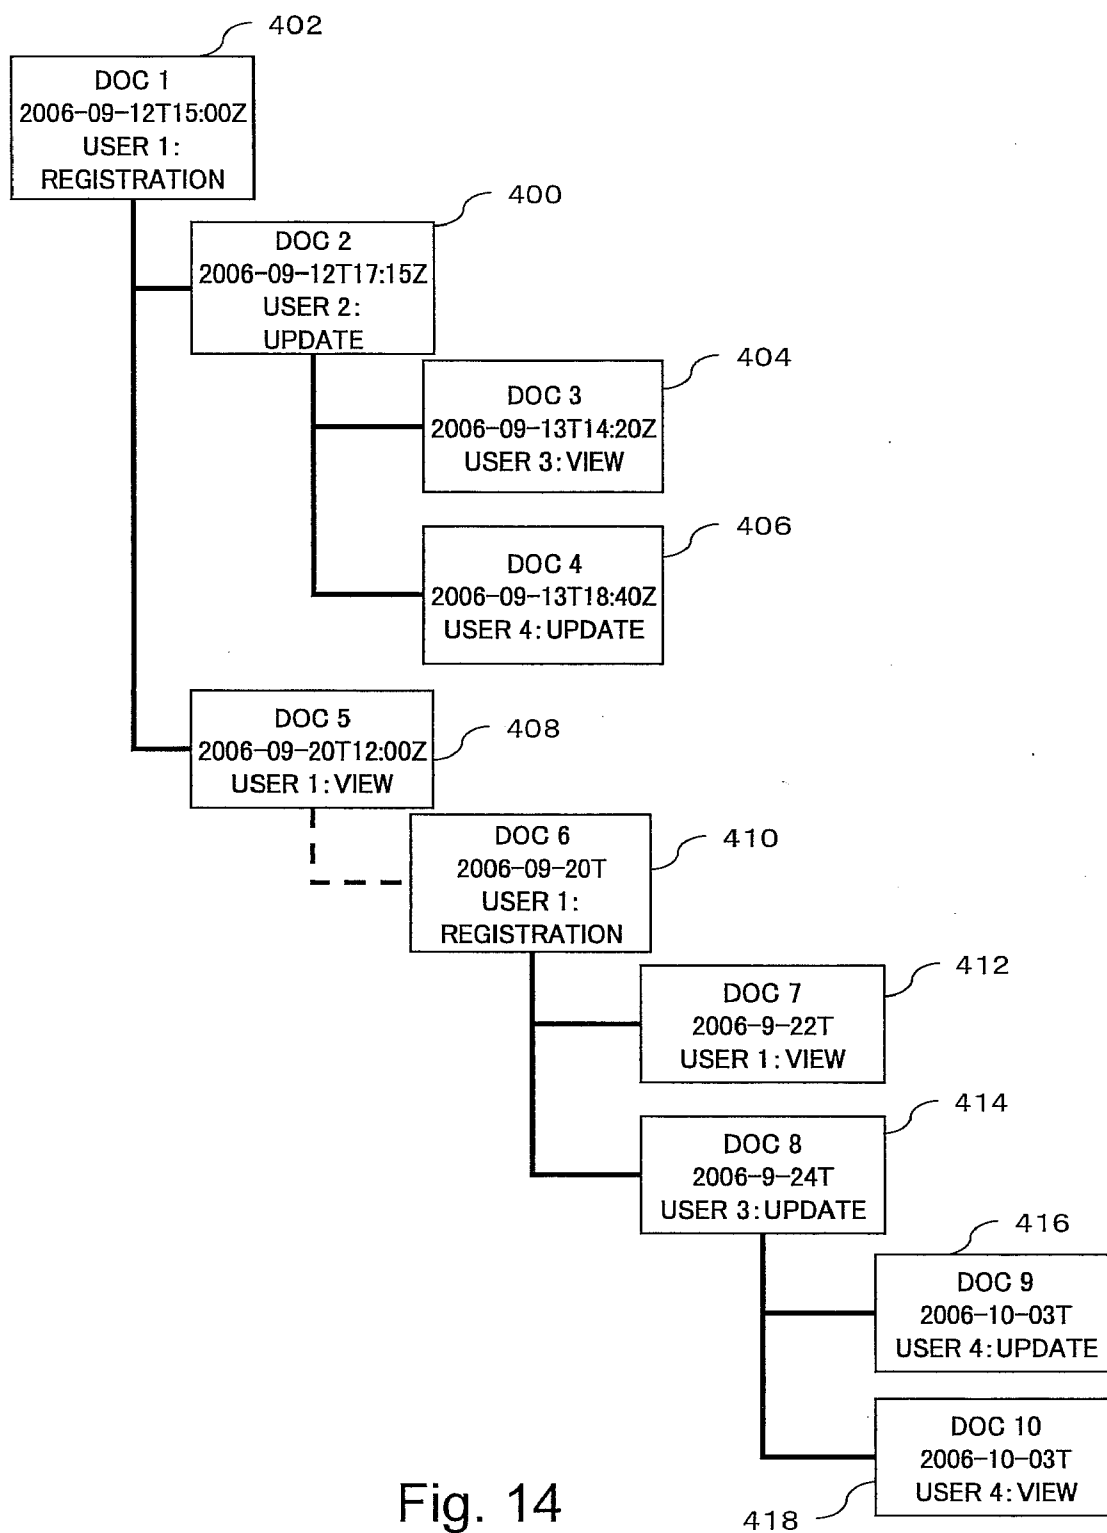 402
DOC 1
2006-09-12T15:00Z
USER 1:
REGISTRATION
400
DOC 2
2006-09-12T17:15Z
USER 2:
UPDATE
404
DOC 3
2006-09-13T14:20Z
USER 3:VIEW
406
DOC 4
2006-09-13T18:40Z
USER 4:UPDATE
408
DOC 5
2006-09-20T12:00Z
USER 1:VIEW
410
DOC 6
2006-09-20T
USER 1:
REGISTRATION
412
DOC 7
2006-9-22T
USER 1:VIEW
414
DOC 8
2006-9-24T
USER 3:UPDATE
416
DOC 9
2006-10-03T
USER 4:UPDATE
DOC 10
2006-10-03T
USER 4:VIEW
418
Fig. 14